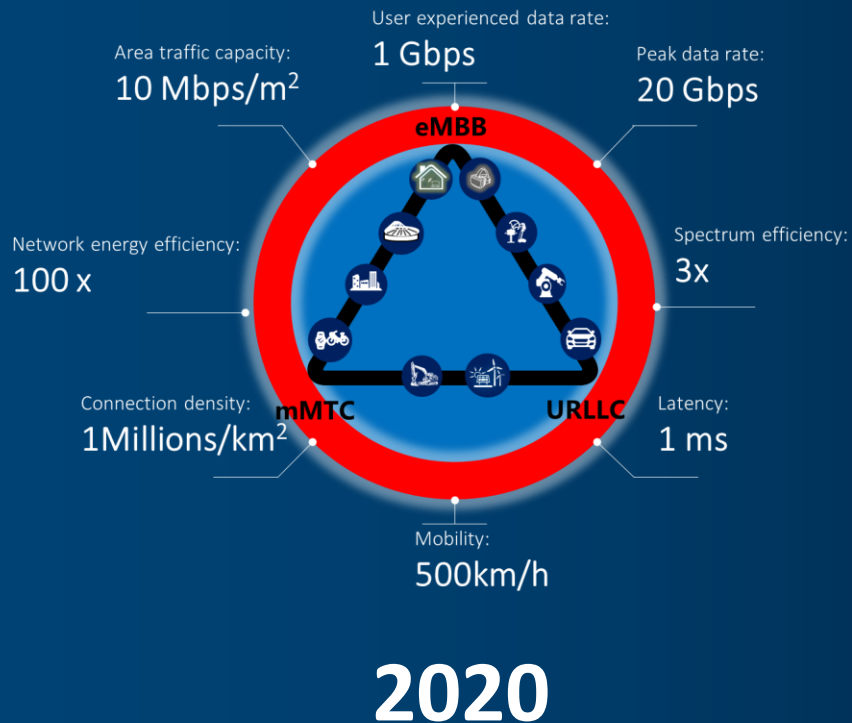 User experienced data rate:
1 Gbps
Area traffic capacity:
10 Mbps/m²
Peak data rate:
20 Gbps
eMBB
Network energy efficiency:
100 x
Spectrum efficiency:
3x
Connection density:
1Millions/km²
mMTC
URLLC
Latency:
1 ms
Mobility:
500km/h
2020